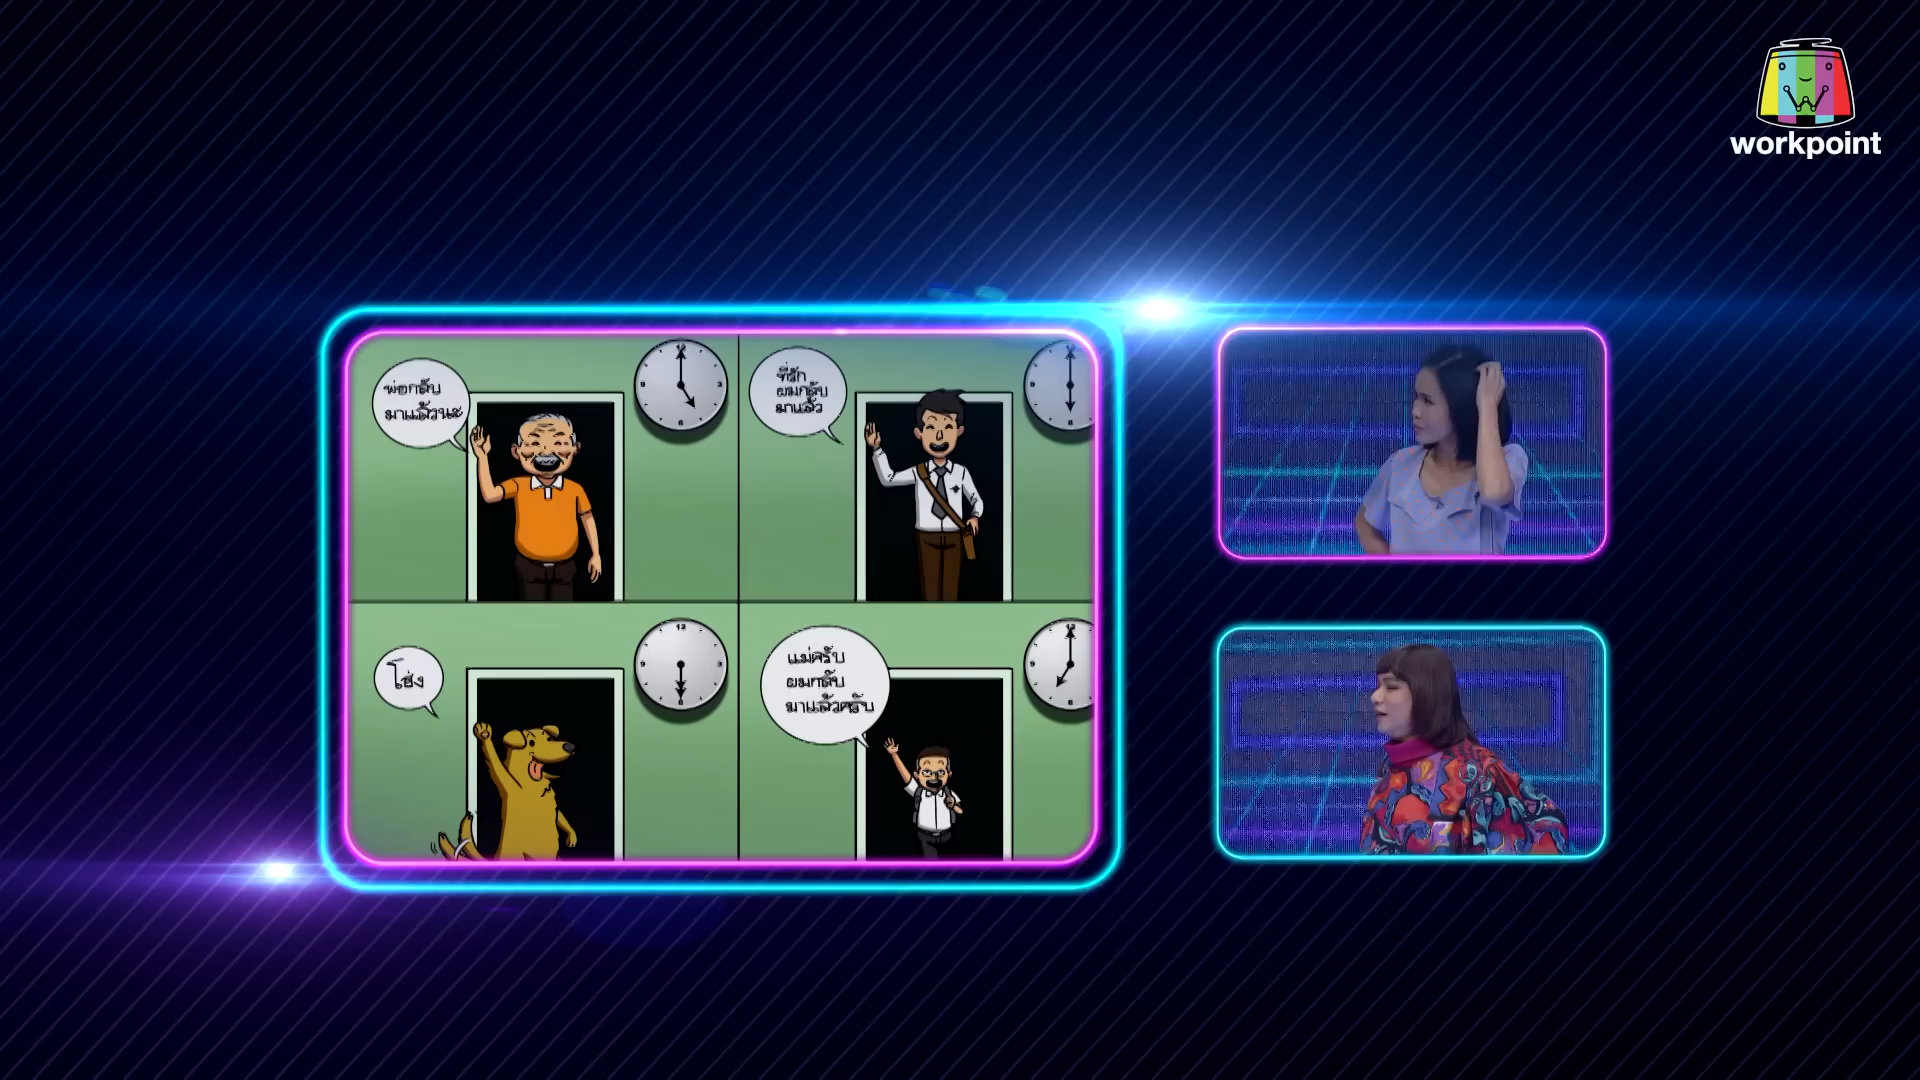 workpoint
พ่อกลับ
มาแล้วนะ
ที่รัก
ผมกลับ
มาแล้ว
โฮ่ง
แม่ครับ
ผมกลับ
มาแล้วครับ